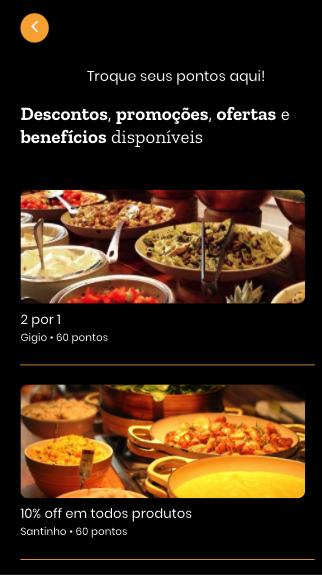 Troque seus pontos aqui!
Descontos, promoções, ofertas e
benefícios disponíveis
2 por 1
Gigio • 60 pontos
10% off em todos produtos
Santinho • 60 pontos